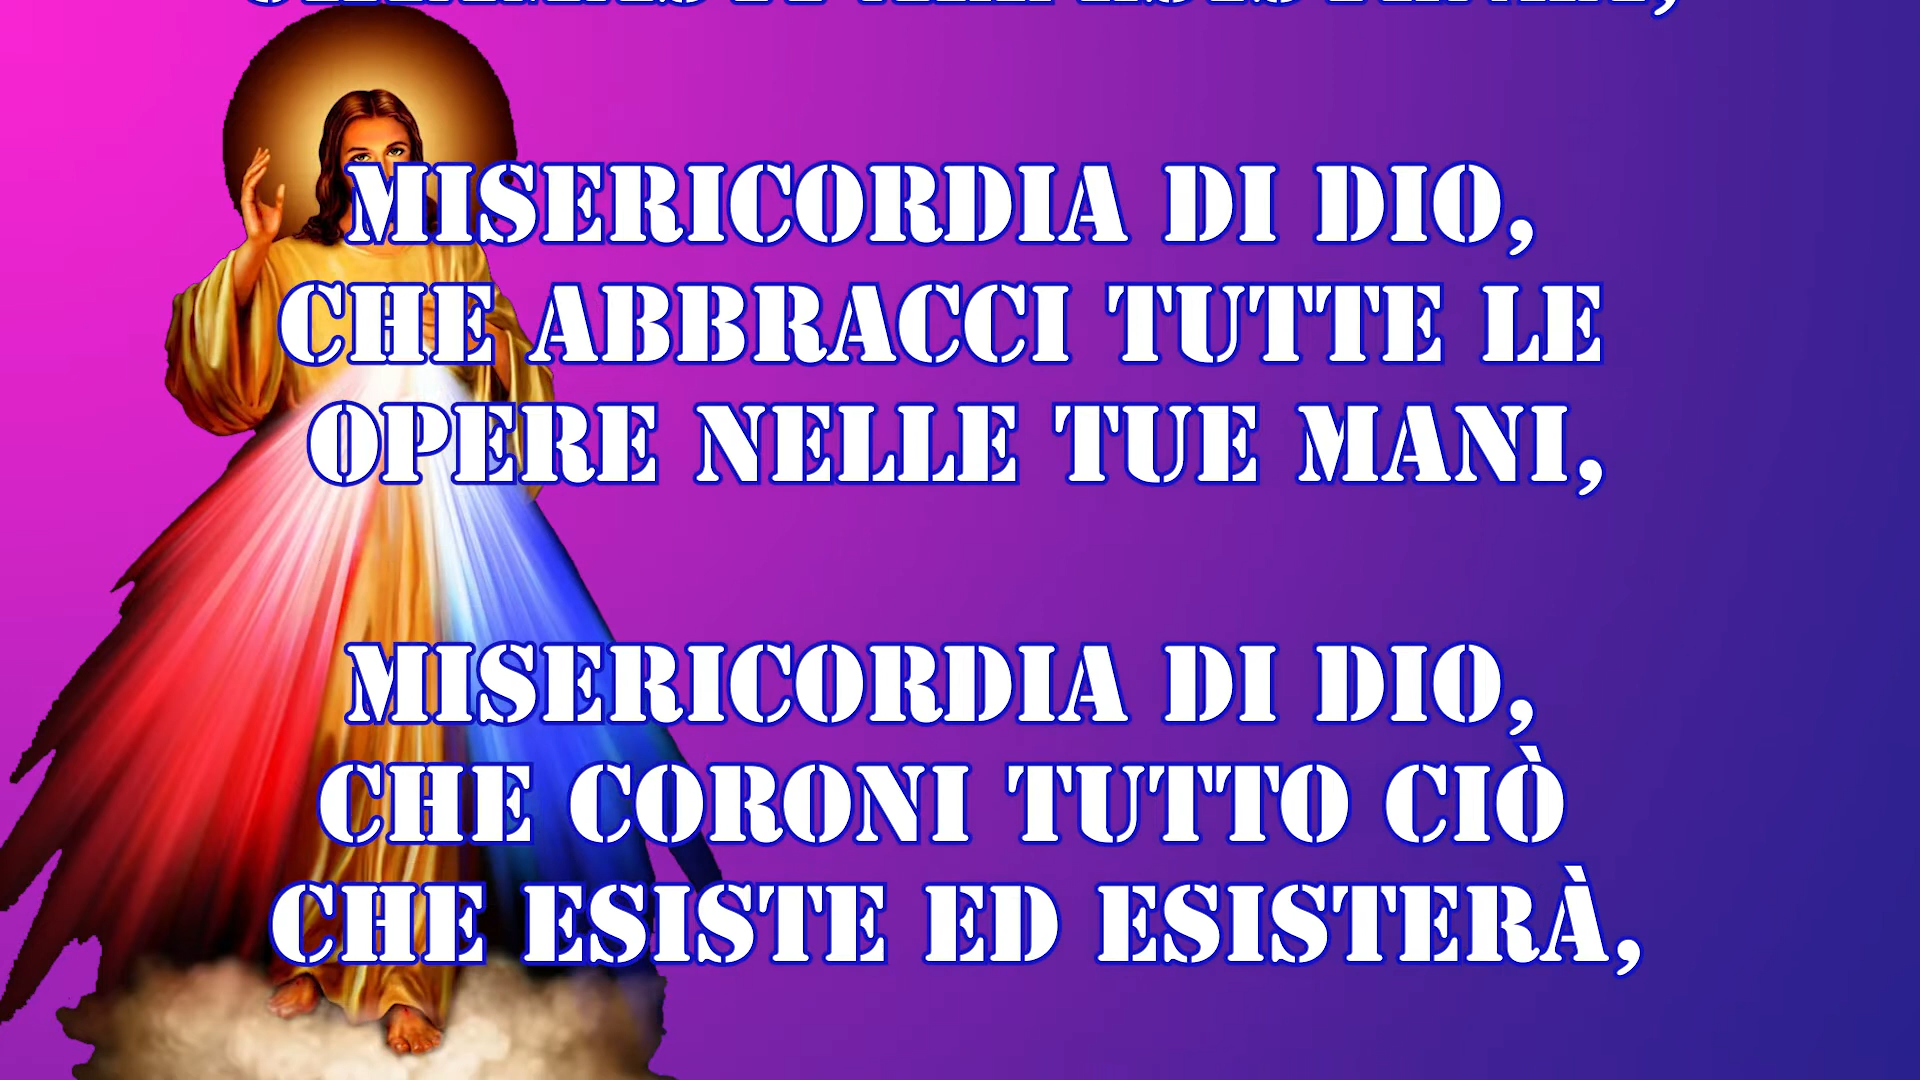 MISERICORDIA DI DIO,
CHE ABBRACCI TUTTE LE
OPERE NELLE TUE MANI,
MISERICORDIA DI DIO,
CHE CORONI TUTTO CIÒ
CHE ESISTE ED ESISTERÀ,